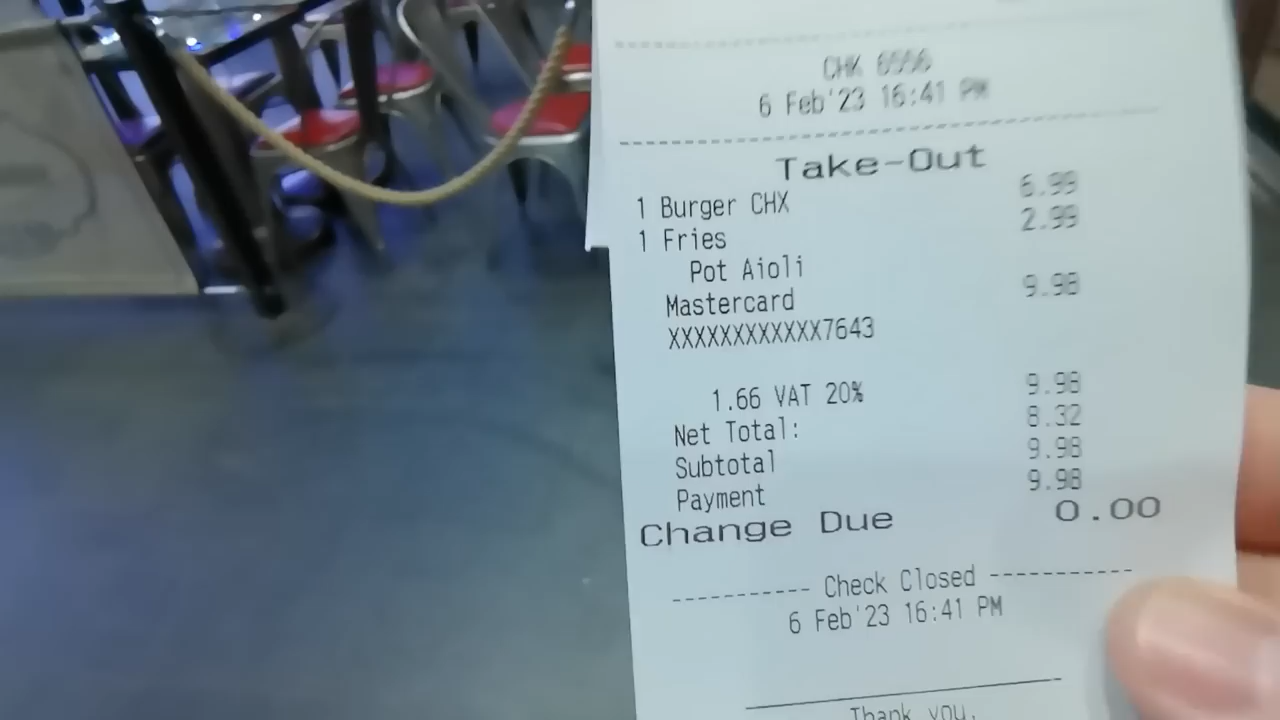 CHK 6556
6 Feb'23 16:41 PM
Take-Out
1 Burger CHX 6.99
1 Fries 2.99
Pot Aioli
Mastercard 9.98
XXXXXXXXXXXX7643
1.66 VAT 20% 9.98
Net Total: 8.32
Subtotal 9.98
Payment 9.98
Change Due 0.00
---------- Check Closed -----------
6 Feb'23 16:41 PM
Thank you.